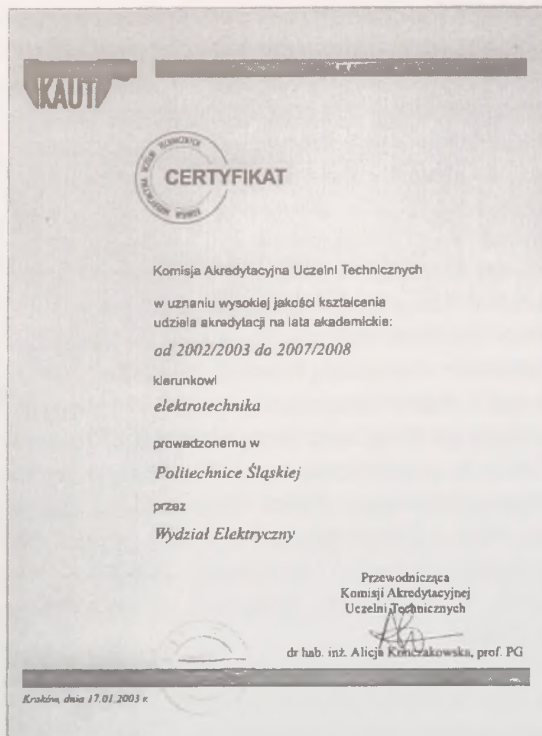 KAUT
CERTYFIKAT
Komisja Akredytacyjna Uczelni Technicznych
w uznaniu wysokiej jakości kształcenia
udziela akredytacji na lata akademickie:
od 2002/2003 do 2007/2008
kierunkowi
elektrotechnika
prowadzonemu w
Politechnice Śląskiej
przez
Wydział Elektryczny
Przewodnicząca
Komisji Akredytacyjnej
Uczelni Technicznych
dr hab. inż. Alicja Konczakowska, prof. PG
Kraków, dnia 17.01.2003 r.